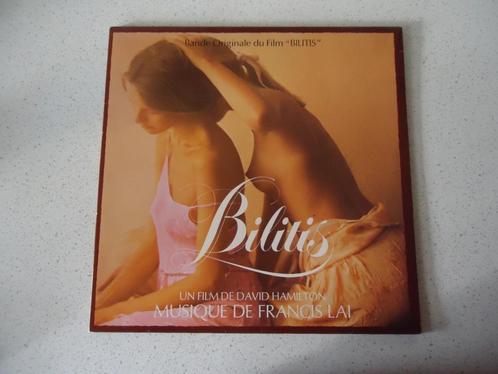 Bande Originale du Film "BILITIS"
Bilitis
UN FILM DE DAVID HAMILTON
MUSIQUE DE FRANCIS LAI